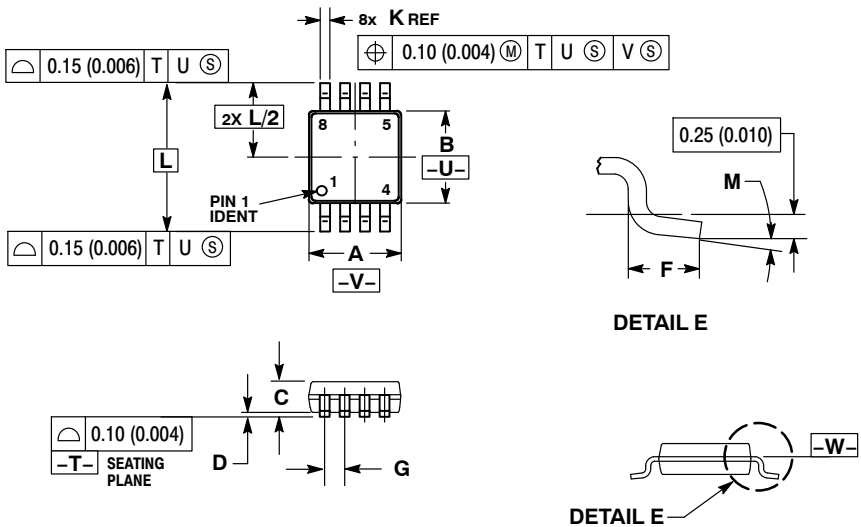 8x K REF
⌖ 0.10 (0.004) Ⓜ T U Ⓢ V Ⓢ
⌓ 0.15 (0.006) T U Ⓢ
2X L/2
8 5
B
–U–
L
PIN 1
IDENT
1
4
⌓ 0.15 (0.006) T U Ⓢ
A
–V–
0.25 (0.010)
M
F
DETAIL E
C
⌓ 0.10 (0.004)
–T– SEATING
PLANE
D
G
–W–
DETAIL E